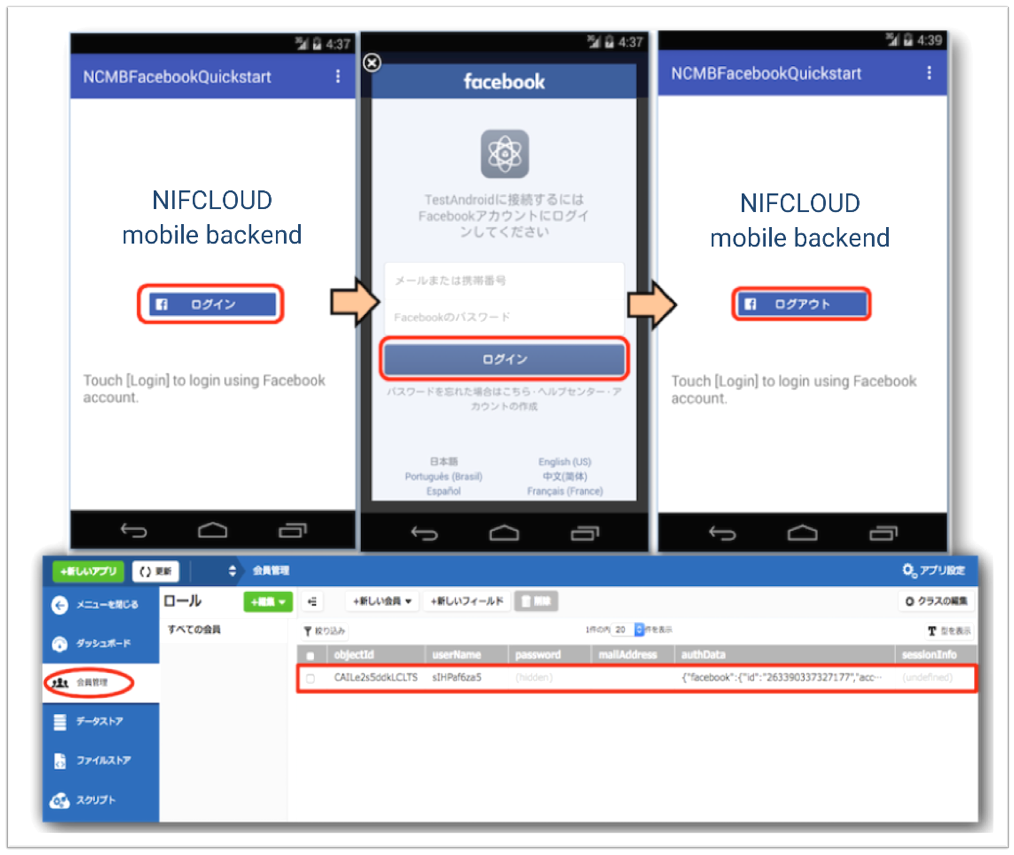 4:37
NCMBFacebookQuickstart
NIFCLOUD
mobile backend
ログイン
Touch [Login] to login using Facebook
account.
4:37
facebook
TestAndroidに接続するには
Facebookアカウントにログイ
ンしてください
メールまたは携帯番号
Facebookのパスワード
ログイン
パスワードを忘れた場合はこちら・ヘルプセンター・ア
カウントの作成
日本語
English (US)
Português (Brasil)
中文(简体)
Español
Français (France)
4:39
NCMBFacebookQuickstart
NIFCLOUD
mobile backend
ログアウト
Touch [Login] to login using Facebook
account.
+新しいアプリ
更新
会員管理
アプリ設定
メニューを閉じる
ダッシュボード
会員管理
データストア
ファイルストア
スクリプト
ロール
+編集
すべての会員
+新しい会員
+新しいフィールド
削除
クラスの編集
絞り込み
1件の内 20 件を表示
型を表示
objectId userName password mailAddress authData sessionInfo
CAILe2s5ddkLCLTS sIHPaf6za5 (hidden) {"facebook":{"id":"263390337327177","acc··· (undefined)